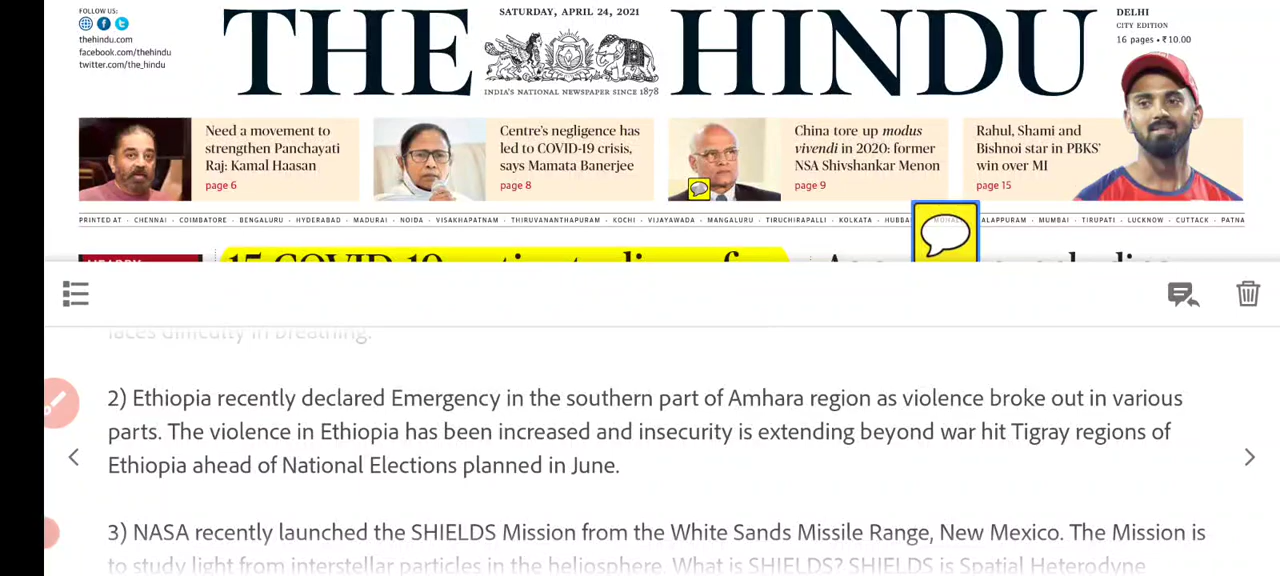 FOLLOW US:
thehindu.com
facebook.com/thehindu
twitter.com/the_hindu
SATURDAY, APRIL 24, 2021
THE HINDU
INDIA'S NATIONAL NEWSPAPER SINCE 1878
DELHI
CITY EDITION
16 pages • ₹10.00
Need a movement to
strengthen Panchayati
Raj: Kamal Haasan
page 6
Centre's negligence has
led to COVID-19 crisis,
says Mamata Banerjee
page 8
China tore up modus
vivendi in 2020: former
NSA Shivshankar Menon
page 9
Rahul, Shami and
Bishnoi star in PBKS'
win over MI
page 15
PRINTED AT • CHENNAI • COIMBATORE • BENGALURU • HYDERABAD • MADURAI • NOIDA • VISAKHAPATNAM • THIRUVANANTHAPURAM • KOCHI • VIJAYAWADA • MANGALURU • TIRUCHIRAPALLI • KOLKATA • HUBBA MOHALI ALAPPURAM • MUMBAI • TIRUPATI • LUCKNOW • CUTTACK • PATNA
15 COVID-19
faces difficulty in breathing.
2) Ethiopia recently declared Emergency in the southern part of Amhara region as violence broke out in various
parts. The violence in Ethiopia has been increased and insecurity is extending beyond war hit Tigray regions of
Ethiopia ahead of National Elections planned in June.
3) NASA recently launched the SHIELDS Mission from the White Sands Missile Range, New Mexico. The Mission is
to study light from interstellar particles in the heliosphere. What is SHIELDS? SHIELDS is Spatial Heterodyne